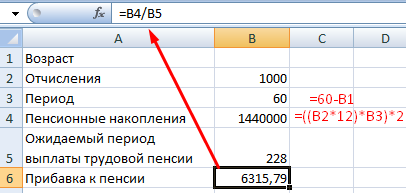 =B4/B5
A B C D
1 Возраст
2 Отчисления 1000
3 Период 60 =60-B1
4 Пенсионные накопления 1440000 =((B2*12)*B3)*2
Ожидаемый период
5 выплаты трудовой пенсии 228
6 Прибавка к пенсии 6315,79